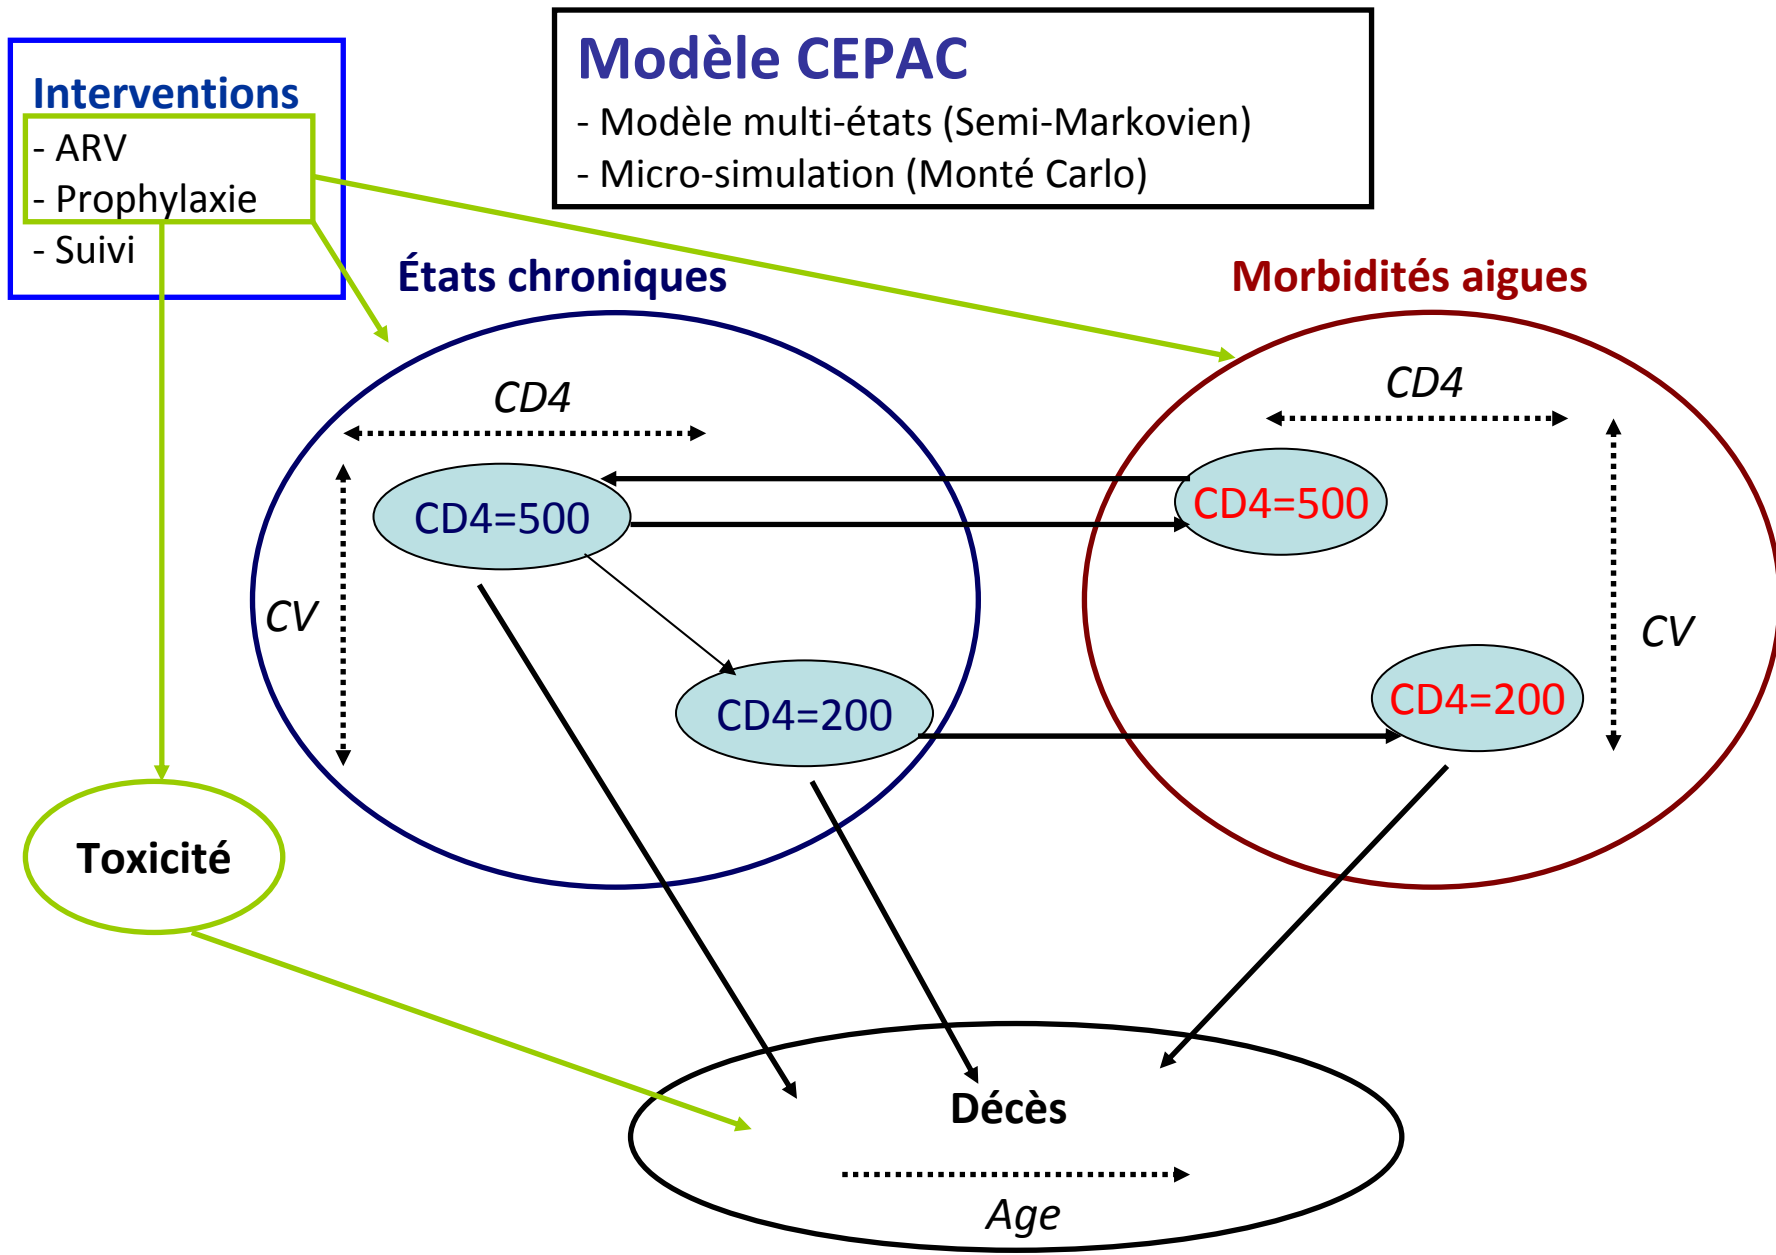 Modèle CEPAC
- Modèle multi-états (Semi-Markovien)
- Micro-simulation (Monté Carlo)
Interventions
- ARV
- Prophylaxie
- Suivi
États chroniques
Morbidités aigues
CD4
CD4
CD4=500
CD4=500
CV
CV
CD4=200
CD4=200
Toxicité
Décès
Age